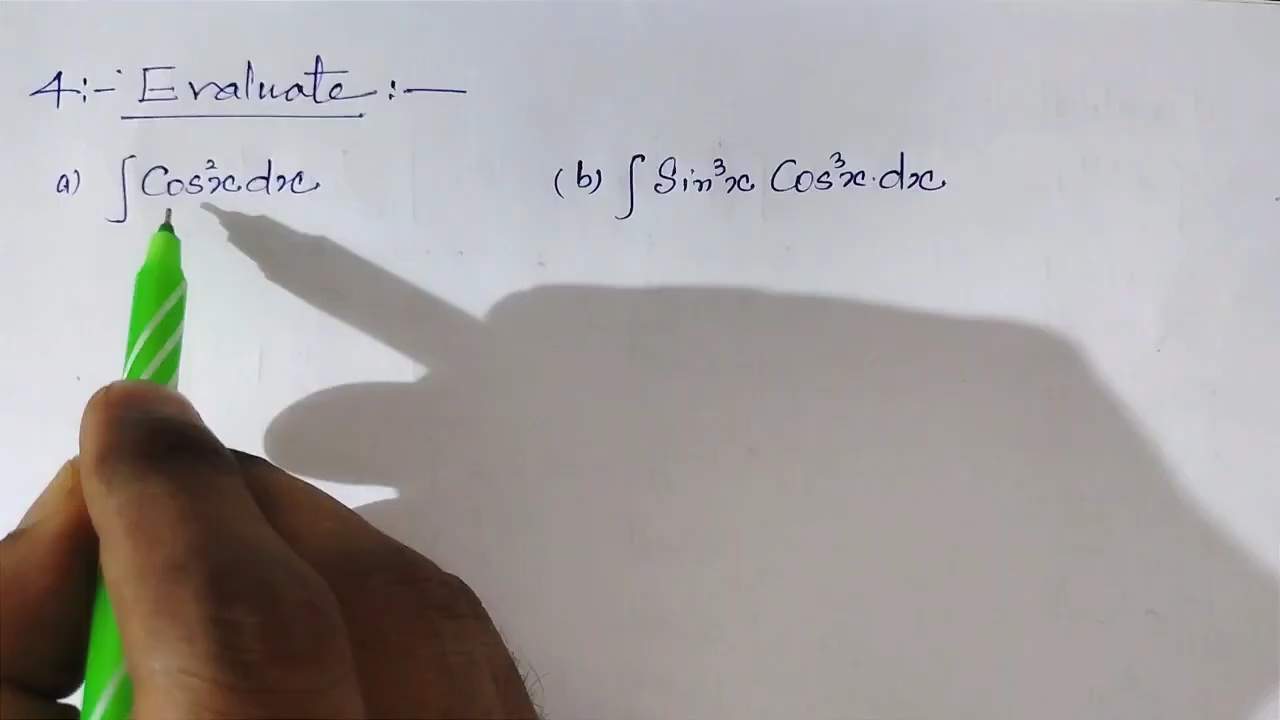 4:- Evaluate :—
a) ∫ Cos²x dx (b) ∫ Sin³x Cos³x. dx